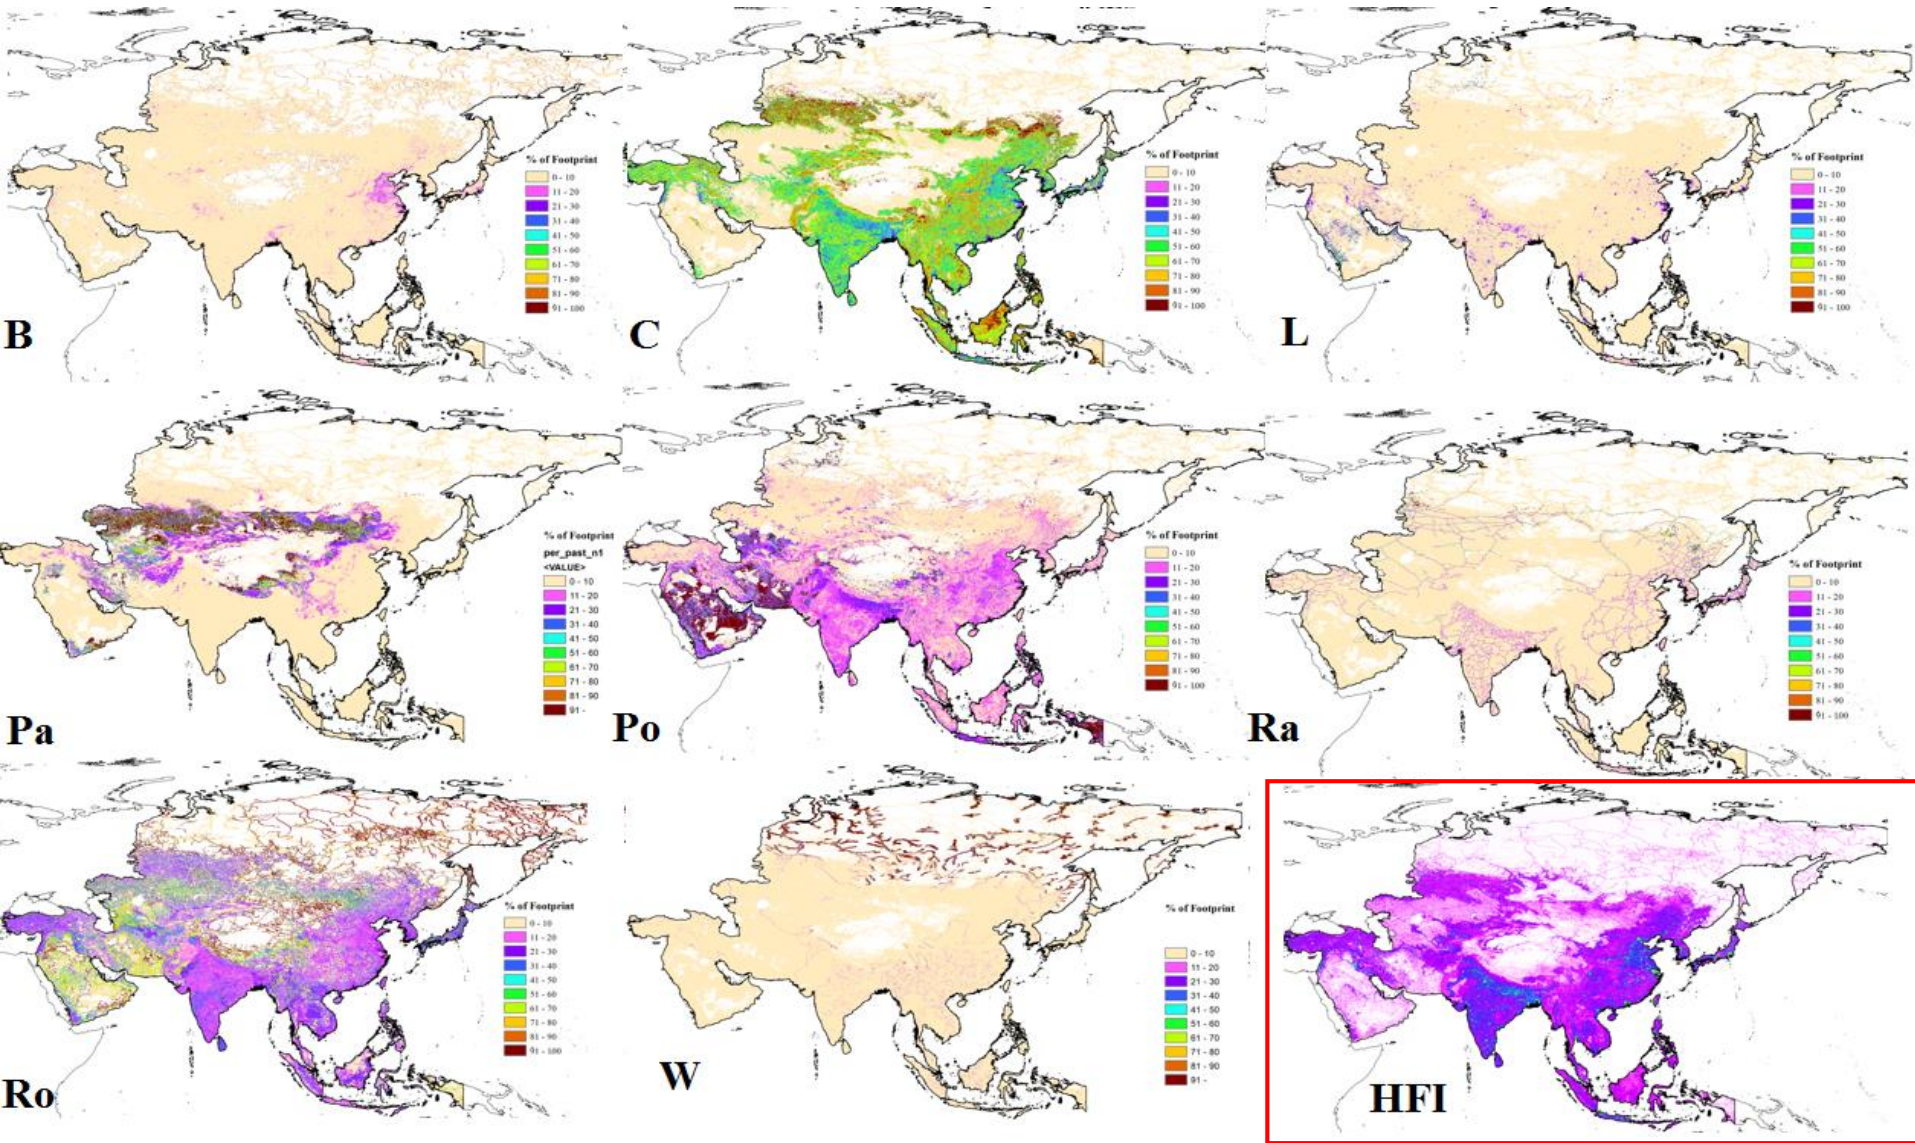 % of Footprint
0 - 10
11 - 20
21 - 30
31 - 40
41 - 50
51 - 60
61 - 70
71 - 80
81 - 90
91 - 100
B
% of Footprint
0 - 10
11 - 20
21 - 30
31 - 40
41 - 50
51 - 60
61 - 70
71 - 80
81 - 90
91 - 100
C
% of Footprint
0 - 10
11 - 20
21 - 30
31 - 40
41 - 50
51 - 60
61 - 70
71 - 80
81 - 90
91 - 100
L
% of Footprint
per_past_n1
<VALUE>
0 - 10
11 - 20
21 - 30
31 - 40
41 - 50
51 - 60
61 - 70
71 - 80
81 - 90
91 -
Pa
% of Footprint
0 - 10
11 - 20
21 - 30
31 - 40
41 - 50
51 - 60
61 - 70
71 - 80
81 - 90
91 - 100
Po
% of Footprint
0 - 10
11 - 20
21 - 30
31 - 40
41 - 50
51 - 60
61 - 70
71 - 80
81 - 90
91 - 100
Ra
% of Footprint
0 - 10
11 - 20
21 - 30
31 - 40
41 - 50
51 - 60
61 - 70
71 - 80
81 - 90
91 - 100
Ro
% of Footprint
0 - 10
11 - 20
21 - 30
31 - 40
41 - 50
51 - 60
61 - 70
71 - 80
81 - 90
91 -
W
HFI